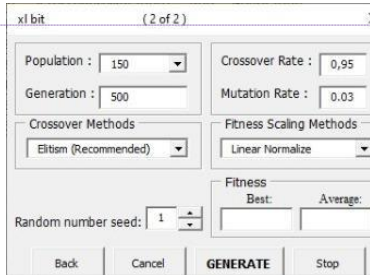 xl bit ( 2 of 2 )
Population : 150
Crossover Rate : 0,95
Generation : 500
Mutation Rate : 0.03
Crossover Methods
Fitness Scaling Methods
Elitism (Recommended)
Linear Normalize
Fitness
Best: Average:
Random number seed: 1
Back Cancel GENERATE Stop